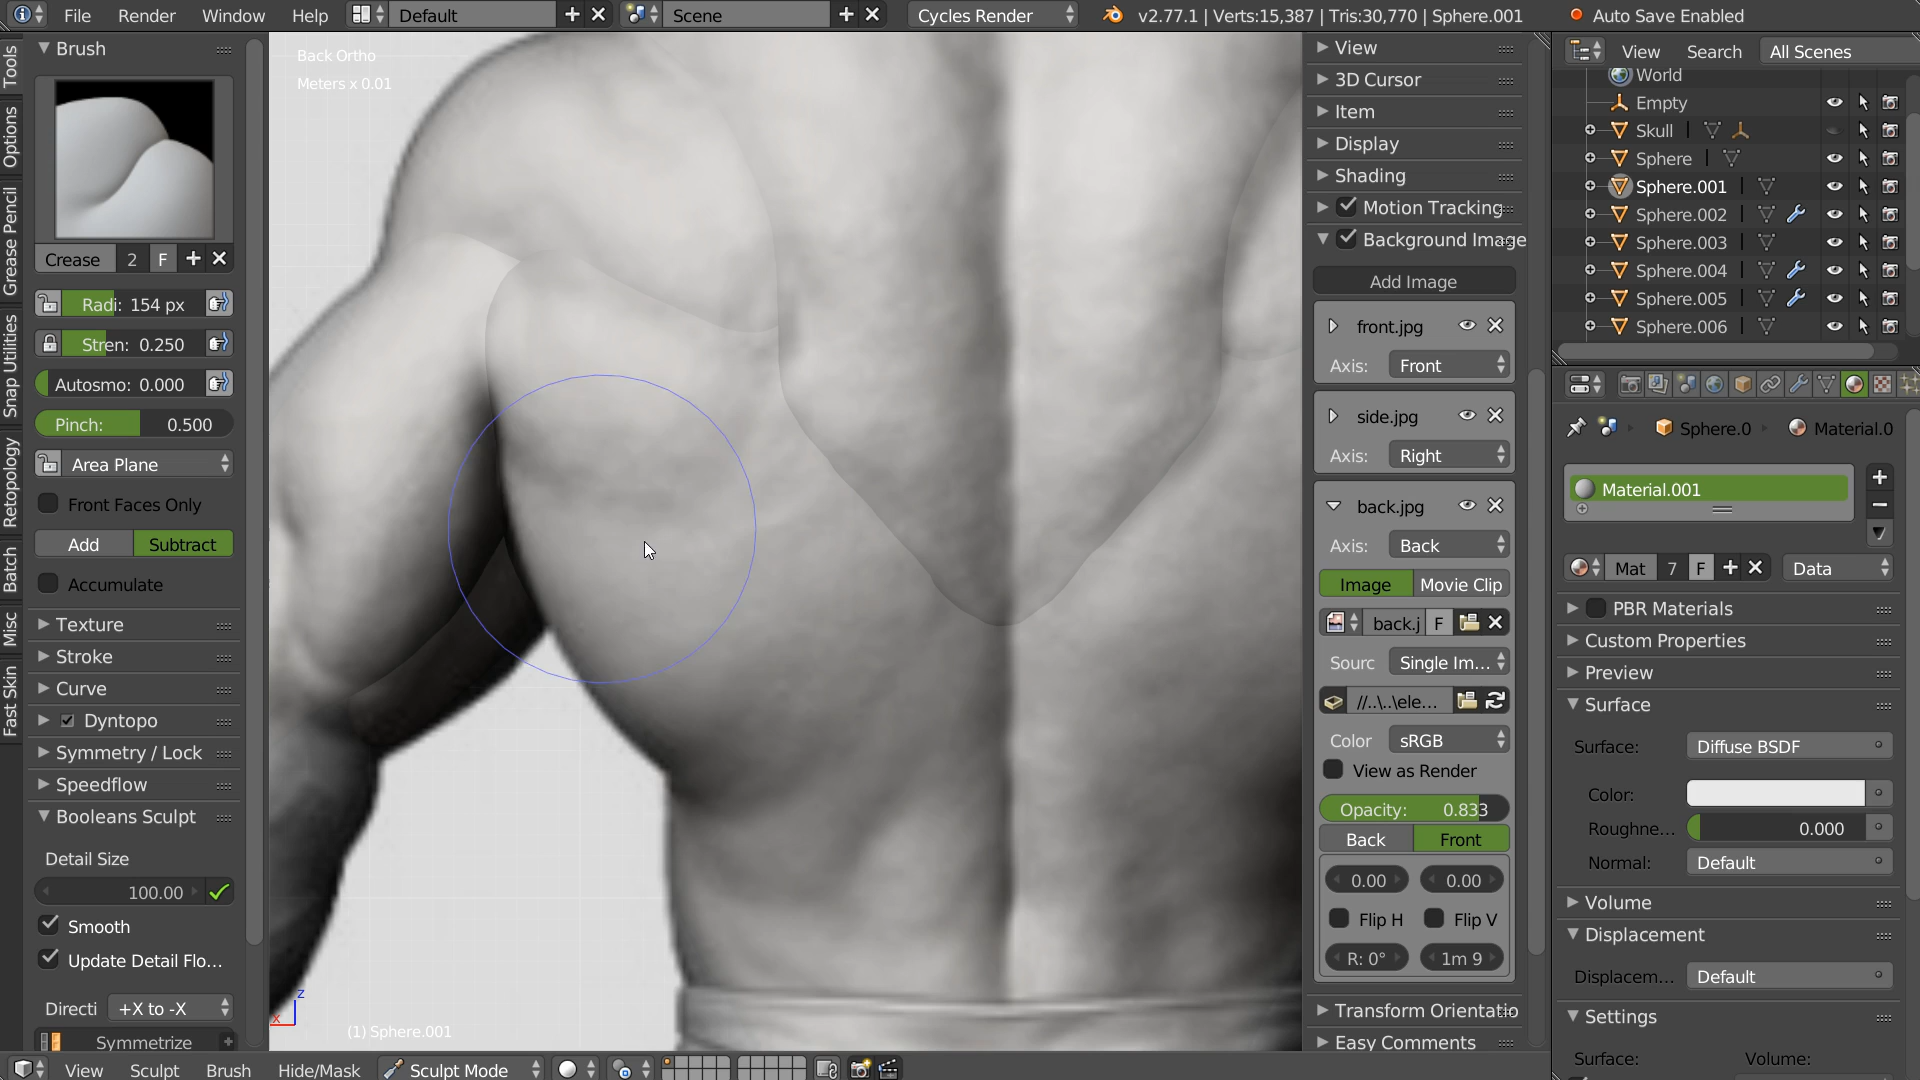 File Render Window Help Default Scene Cycles Render v2.77.1 | Verts:15,387 | Tris:30,770 | Sphere.001 Auto Save Enabled
Tools
Options
Grease Pencil
Snap Utilities
Retopology
Batch
Misc
Fast Skin
Brush
Crease 2 F
Radi: 154 px
Stren: 0.250
Autosmo: 0.000
Pinch: 0.500
Area Plane
Front Faces Only
Add Subtract
Accumulate
Texture
Stroke
Curve
Dyntopo
Symmetry / Lock
Speedflow
Booleans Sculpt
Detail Size
100.00
Smooth
Update Detail Flo...
Directi +X to -X
Symmetrize
Back Ortho
Meters x 0.01
z
x
(1) Sphere.001
View Sculpt Brush Hide/Mask Sculpt Mode
View
3D Cursor
Item
Display
Shading
Motion Tracking
Background Image
Add Image
front.jpg
Axis: Front
side.jpg
Axis: Right
back.jpg
Axis: Back
Image Movie Clip
back.j F
Sourc Single Im...
//..\..\ele...
Color sRGB
View as Render
Opacity: 0.833
Back Front
0.00 0.00
Flip H Flip V
R: 0° 1m 9
Transform Orientatio
Easy Comments
View Search All Scenes
World
Empty
Skull
Sphere
Sphere.001
Sphere.002
Sphere.003
Sphere.004
Sphere.005
Sphere.006
Sphere.0 Material.0
Material.001
Mat 7 F Data
PBR Materials
Custom Properties
Preview
Surface
Surface: Diffuse BSDF
Color:
Roughne... 0.000
Normal: Default
Volume
Displacement
Displacem... Default
Settings
Surface: Volume: